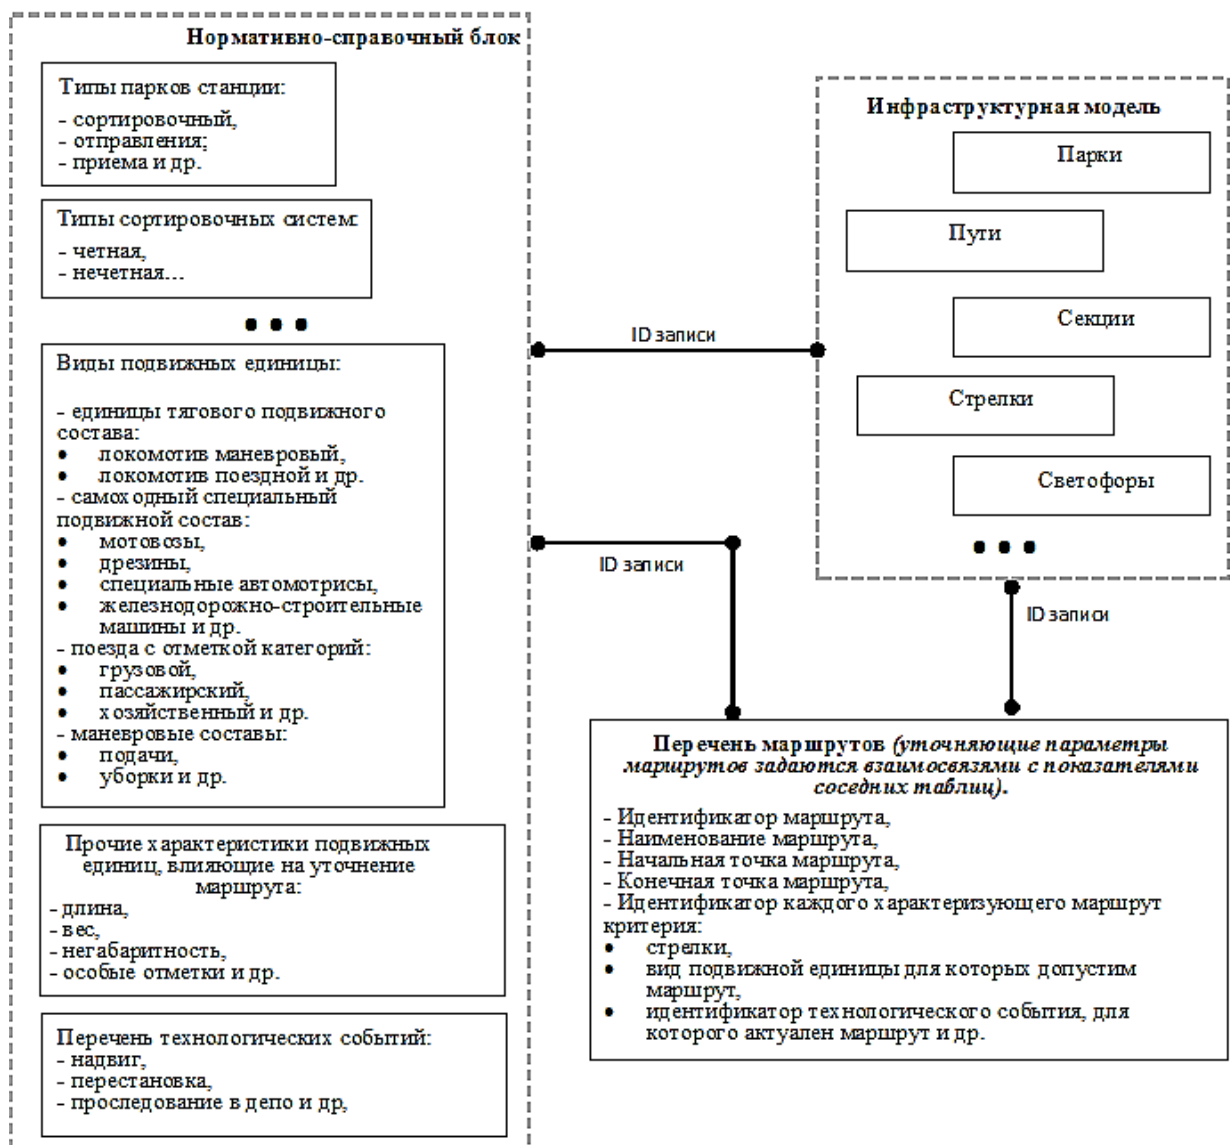 Нормативно-справочный блок
Типы парков станции:
- сортировочный,
- отправления;
- приема и др.
Типы сортировочных систем:
- четная,
- нечетная...
Виды подвижных единицы:
- единицы тягового подвижного
состава:
• локомотив маневровый,
• локомотив поездной и др.
- самоходный специальный
подвижной состав:
• мотовозы,
• дрезины,
• специальные автомотрисы,
• железнодорожно-строительные
машины и др.
- поезда с отметкой категорий:
• грузовой,
• пассажирский,
• хозяйственный и др.
- маневровые составы:
• подачи,
• уборки и др.
Прочие характеристики подвижных
единиц, влияющие на уточнение
маршрута:
- длина,
- вес,
- негабаритность,
- особые отметки и др.
Перечень технологических событий:
- надвиг,
- перестановка,
- проследование в депо и др,
ID записи
ID записи
Инфраструктурная модель
Парки
Пути
Секции
Стрелки
Светофоры
ID записи
Перечень маршрутов (уточняющие параметры
маршрутов задаются взаимосвязями с показателями
соседних таблиц).
- Идентификатор маршрута,
- Наименование маршрута,
- Начальная точка маршрута,
- Конечная точка маршрута,
- Идентификатор каждого характеризующего маршрут
критерия:
• стрелки,
• вид подвижной единицы для которых допустим
маршрут,
• идентификатор технологического события, для
которого актуален маршрут и др.